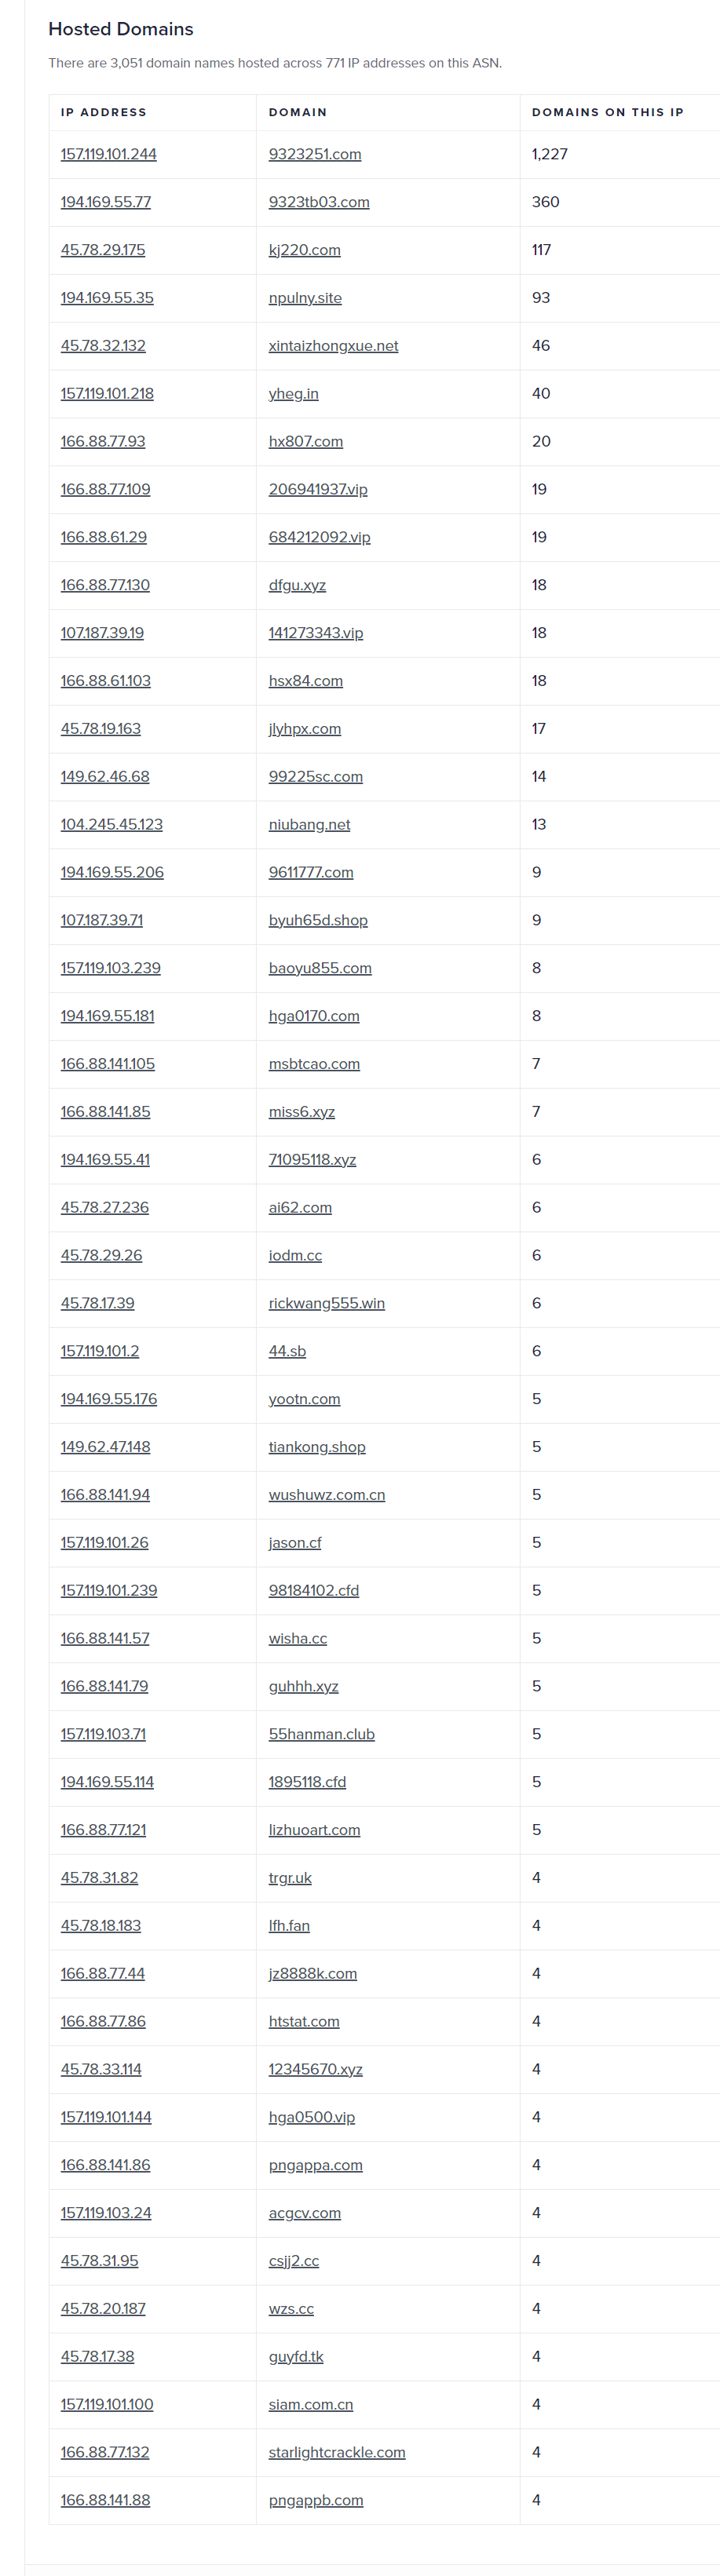 Hosted Domains
There are 3,051 domain names hosted across 771 IP addresses on this ASN.
IP ADDRESS DOMAIN DOMAINS ON THIS IP
157.119.101.244 9323251.com 1,227
194.169.55.77 9323tb03.com 360
45.78.29.175 kj220.com 117
194.169.55.35 npulny.site 93
45.78.32.132 xintaizhongxue.net 46
157.119.101.218 yheg.in 40
166.88.77.93 hx807.com 20
166.88.77.109 206941937.vip 19
166.88.61.29 684212092.vip 19
166.88.77.130 dfgu.xyz 18
107.187.39.19 141273343.vip 18
166.88.61.103 hsx84.com 18
45.78.19.163 jlyhpx.com 17
149.62.46.68 99225sc.com 14
104.245.45.123 niubang.net 13
194.169.55.206 9611777.com 9
107.187.39.71 byuh65d.shop 9
157.119.103.239 baoyu855.com 8
194.169.55.181 hga0170.com 8
166.88.141.105 msbtcao.com 7
166.88.141.85 miss6.xyz 7
194.169.55.41 71095118.xyz 6
45.78.27.236 ai62.com 6
45.78.29.26 iodm.cc 6
45.78.17.39 rickwang555.win 6
157.119.101.2 44.sb 6
194.169.55.176 yootn.com 5
149.62.47.148 tiankong.shop 5
166.88.141.94 wushuwz.com.cn 5
157.119.101.26 jason.cf 5
157.119.101.239 98184102.cfd 5
166.88.141.57 wisha.cc 5
166.88.141.79 guhhh.xyz 5
157.119.103.71 55hanman.club 5
194.169.55.114 1895118.cfd 5
166.88.77.121 lizhuoart.com 5
45.78.31.82 trgr.uk 4
45.78.18.183 lfh.fan 4
166.88.77.44 jz8888k.com 4
166.88.77.86 htstat.com 4
45.78.33.114 12345670.xyz 4
157.119.101.144 hga0500.vip 4
166.88.141.86 pngappa.com 4
157.119.103.24 acgcv.com 4
45.78.31.95 csjj2.cc 4
45.78.20.187 wzs.cc 4
45.78.17.38 guyfd.tk 4
157.119.101.100 siam.com.cn 4
166.88.77.132 starlightcrackle.com 4
166.88.141.88 pngappb.com 4